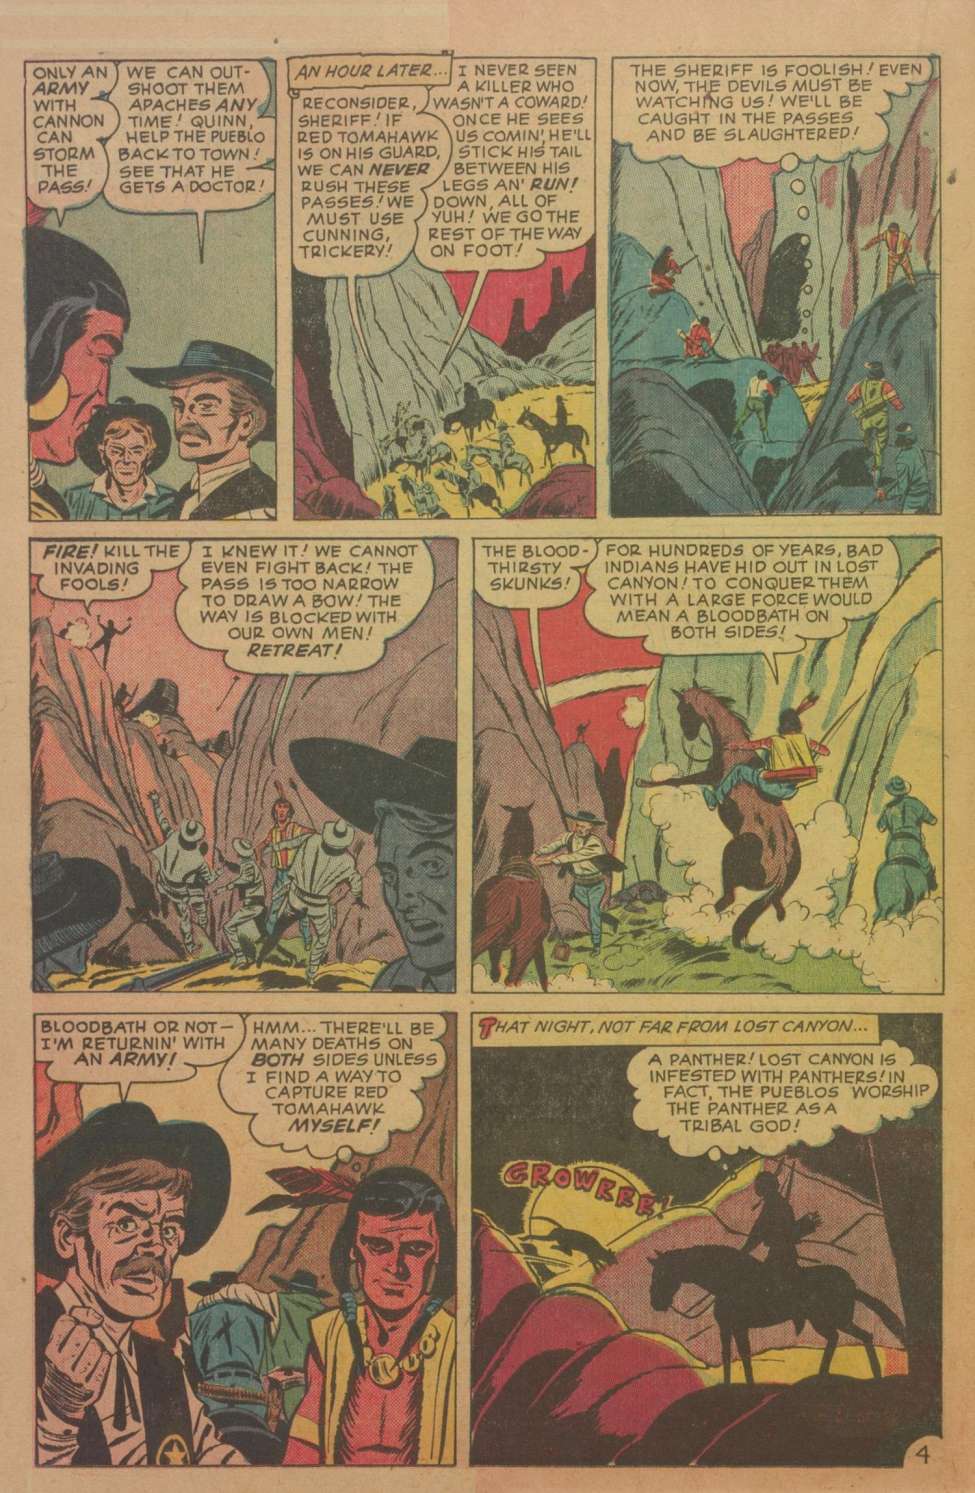 ONLY AN
ARMY
WITH
CANNON
CAN
STORM
THE
PASS!
WE CAN OUT-
SHOOT THEM
APACHES ANY
TIME! QUINN,
HELP THE PUEBLO
BACK TO TOWN!
SEE THAT HE
GETS A DOCTOR!
AN HOUR LATER...
RECONSIDER,
SHERIFF! IF
RED TOMAHAWK
IS ON HIS GUARD,
WE CAN NEVER
RUSH THESE
PASSES! WE
MUST USE
CUNNING,
TRICKERY!
I NEVER SEEN
A KILLER WHO
WASN'T A COWARD!
ONCE HE SEES
US COMIN', HE'LL
STICK HIS TAIL
BETWEEN HIS
LEGS AN' RUN!
DOWN, ALL OF
YUH! WE GO THE
REST OF THE WAY
ON FOOT!
THE SHERIFF IS FOOLISH! EVEN
NOW, THE DEVILS MUST BE
WATCHING US! WE'LL BE
CAUGHT IN THE PASSES
AND BE SLAUGHTERED!
FIRE! KILL THE
INVADING
FOOLS!
I KNEW IT! WE CANNOT
EVEN FIGHT BACK! THE
PASS IS TOO NARROW
TO DRAW A BOW! THE
WAY IS BLOCKED WITH
OUR OWN MEN!
RETREAT!
THE BLOOD-
THIRSTY
SKUNKS!
FOR HUNDREDS OF YEARS, BAD
INDIANS HAVE HID OUT IN LOST
CANYON! TO CONQUER THEM
WITH A LARGE FORCE WOULD
MEAN A BLOODBATH ON
BOTH SIDES!
BLOODBATH OR NOT—
I'M RETURNIN' WITH
AN ARMY!
HMM... THERE'LL BE
MANY DEATHS ON
BOTH SIDES UNLESS
I FIND A WAY TO
CAPTURE RED
TOMAHAWK
MYSELF!
THAT NIGHT, NOT FAR FROM LOST CANYON...
A PANTHER! LOST CANYON IS
INFESTED WITH PANTHERS! IN
FACT, THE PUEBLOS WORSHIP
THE PANTHER AS A
TRIBAL GOD!
GROWRRR!
4